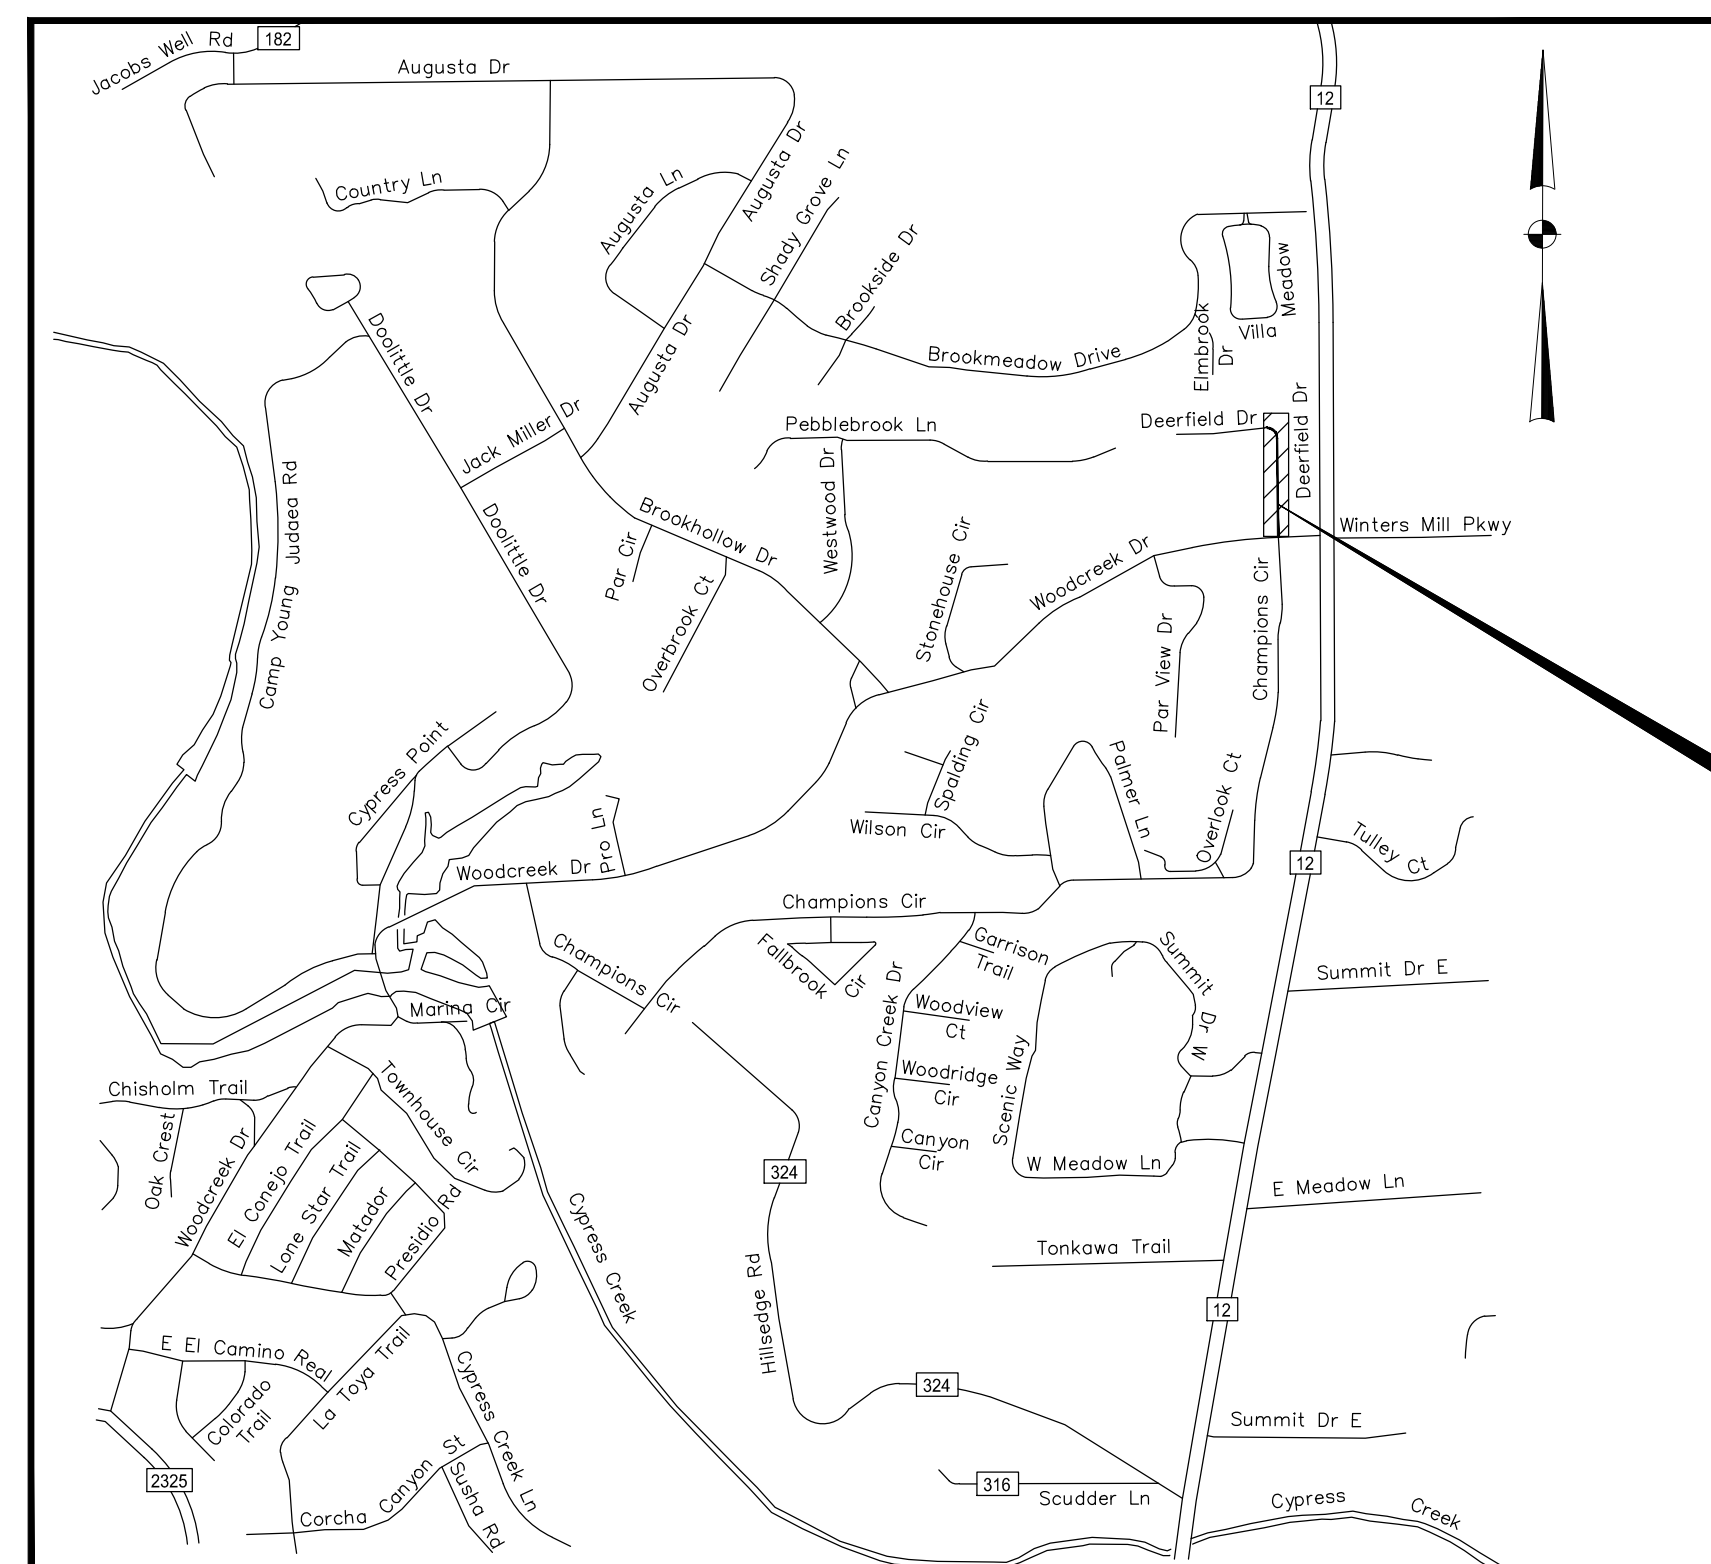 Jacobs Well Rd
182
Augusta Dr
12
Country Ln
Augusta Ln
Augusta Dr
Shady Grove Ln
Brookside Dr
Meadow
Villa
Elmbrook
Dr
Doolittle Dr
Augusta Dr
Brookmeadow Drive
Jack Miller Dr
Pebblebrook Ln
Deerfield Dr
Deerfield Dr
Camp Young Judaea Rd
Doolittle Dr
Brookhollow Dr
Westwood Dr
Winters Mill Pkwy
Par Cir
Overbrook Ct
Stonehouse Cir
Woodcreek Dr
Champions Cir
Par View Dr
Cypress Point
Spalding Cir
Palmer Ln
Overlook Ct
Pro Ln
Wilson Cir
Tulley Ct
12
Woodcreek Dr
Champions Cir
Champions Cir
Fallbrook
Cir
Garrison
Trail
Summit Dr W
Summit Dr E
Marina Cir
Canyon Creek Dr
Woodview
Ct
Scenic Way
Chisholm Trail
Townhouse Cir
Woodridge
Cir
Oak Crest
Woodcreek Dr
El Conejo Trail
Lone Star Trail
Matador
Presidio Rd
Canyon
Cir
324
W Meadow Ln
E Meadow Ln
Cypress Creek
Tonkawa Trail
Hillsedge Rd
12
E El Camino Real
La Toya Trail
Colorado
Trail
Cypress Creek Ln
324
Summit Dr E
2325
316
Scudder Ln
Corcha Canyon St
Susha Rd
Cypress Creek